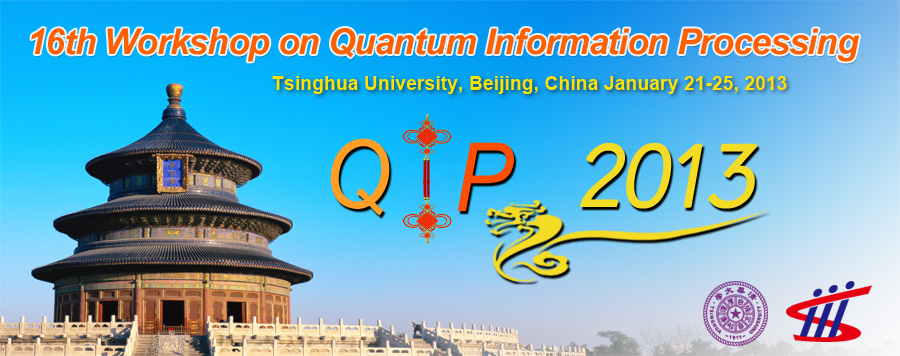 16th Workshop on Quantum Information Processing
Tsinghua University, Beijing, China January 21-25, 2013
QIP 2013